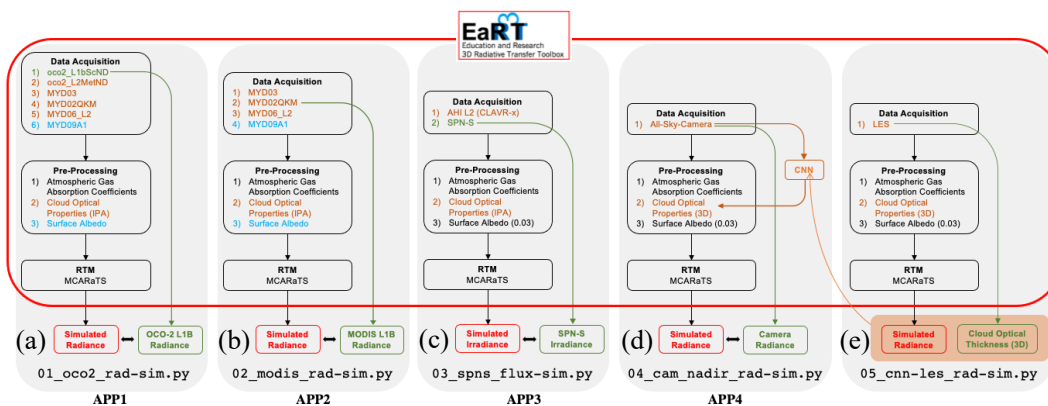 EaRT
Education and Research
3D Radiative Transfer Toolbox
Data Acquisition
1) oco2_L1bScND
2) oco2_L2MetND
3) MYD03
4) MYD02QKM
5) MYD06_L2
6) MYD09A1
Pre-Processing
1) Atmospheric Gas
Absorption Coefficients
2) Cloud Optical
Properties (IPA)
3) Surface Albedo
RTM
MCARaTS
(a)
Simulated
Radiance
OCO-2 L1B
Radiance
01_oco2_rad-sim.py
APP1
Data Acquisition
1) MYD03
2) MYD02QKM
3) MYD06_L2
4) MYD09A1
Pre-Processing
1) Atmospheric Gas
Absorption Coefficients
2) Cloud Optical
Properties (IPA)
3) Surface Albedo
RTM
MCARaTS
(b)
Simulated
Radiance
MODIS L1B
Radiance
02_modis_rad-sim.py
APP2
Data Acquisition
1) AHI L2 (CLAVR-x)
2) SPN-S
Pre-Processing
1) Atmospheric Gas
Absorption Coefficients
2) Cloud Optical
Properties (IPA)
3) Surface Albedo (0.03)
RTM
MCARaTS
(c)
Simulated
Irradiance
SPN-S
Irradiance
03_spns_flux-sim.py
APP3
Data Acquisition
1) All-Sky-Camera
CNN
Pre-Processing
1) Atmospheric Gas
Absorption Coefficients
2) Cloud Optical
Properties (3D)
3) Surface Albedo (0.03)
RTM
MCARaTS
(d)
Simulated
Radiance
Camera
Radiance
04_cam_nadir_rad-sim.py
APP4
Data Acquisition
1) LES
Pre-Processing
1) Atmospheric Gas
Absorption Coefficients
2) Cloud Optical
Properties (3D)
3) Surface Albedo (0.03)
RTM
MCARaTS
(e)
Simulated
Radiance
Cloud Optical
Thickness (3D)
05_cnn-les_rad-sim.py